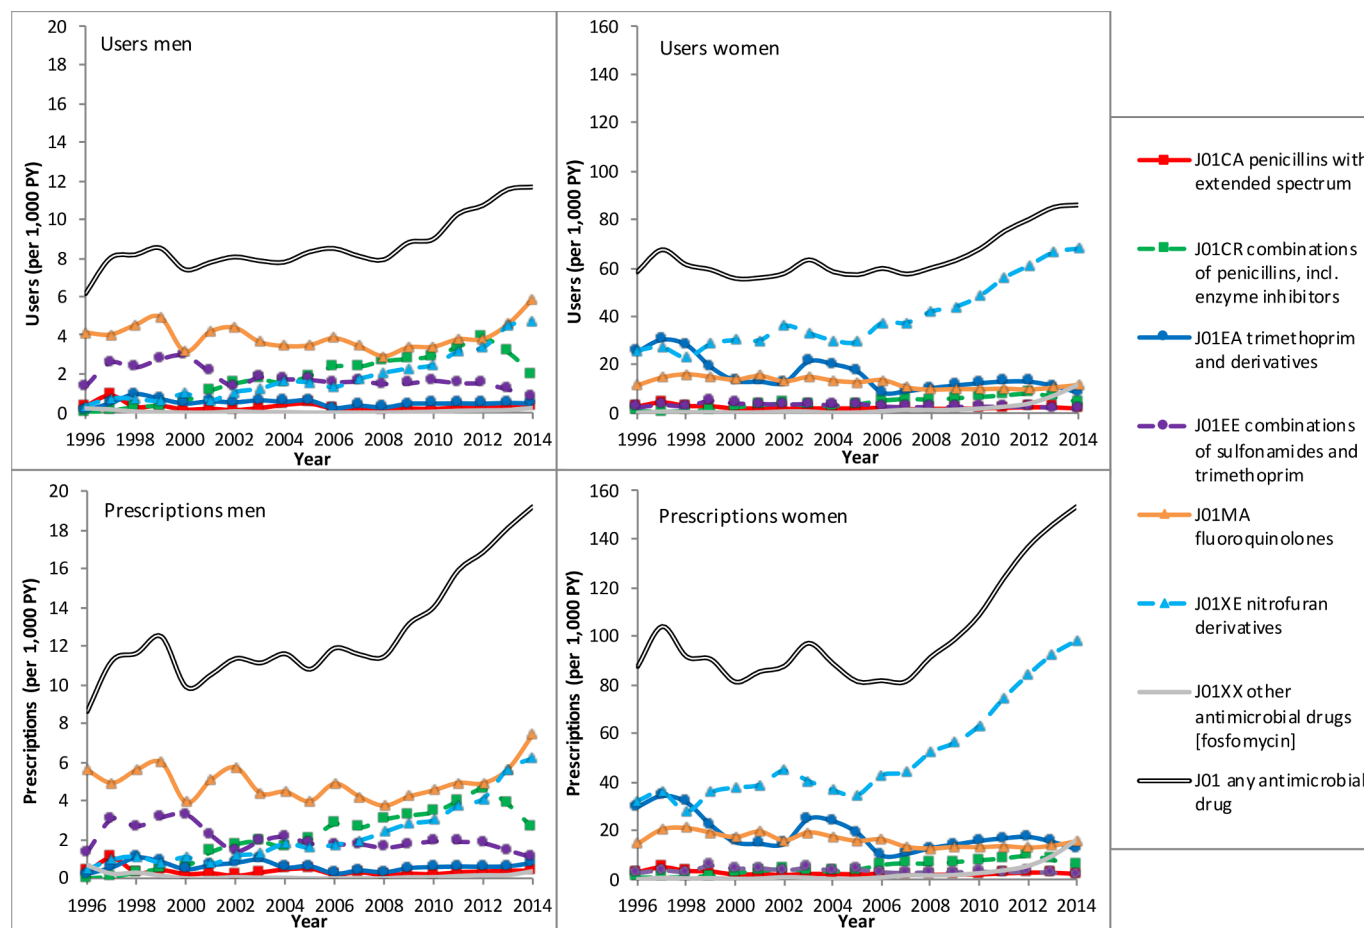 Users men
20
18
16
14
12
10
8
6
4
2
0
Users (per 1,000 PY)
1996 1998 2000 2002 2004 2006 2008 2010 2012 2014
Year
Users women
160
140
120
100
80
60
40
20
0
Users (per 1,000 PY)
1996 1998 2000 2002 2004 2006 2008 2010 2012 2014
Year
Prescriptions men
20
18
16
14
12
10
8
6
4
2
0
Prescriptions (per 1,000 PY)
1996 1998 2000 2002 2004 2006 2008 2010 2012 2014
Year
Prescriptions women
160
140
120
100
80
60
40
20
0
Prescriptions (per 1,000 PY)
1996 1998 2000 2002 2004 2006 2008 2010 2012 2014
Year
J01CA penicillins with
extended spectrum
J01CR combinations
of penicillins, incl.
enzyme inhibitors
J01EA trimethoprim
and derivatives
J01EE combinations
of sulfonamides and
trimethoprim
J01MA
fluoroquinolones
J01XE nitrofuran
derivatives
J01XX other
antimicrobial drugs
[fosfomycin]
J01 any antimicrobial
drug